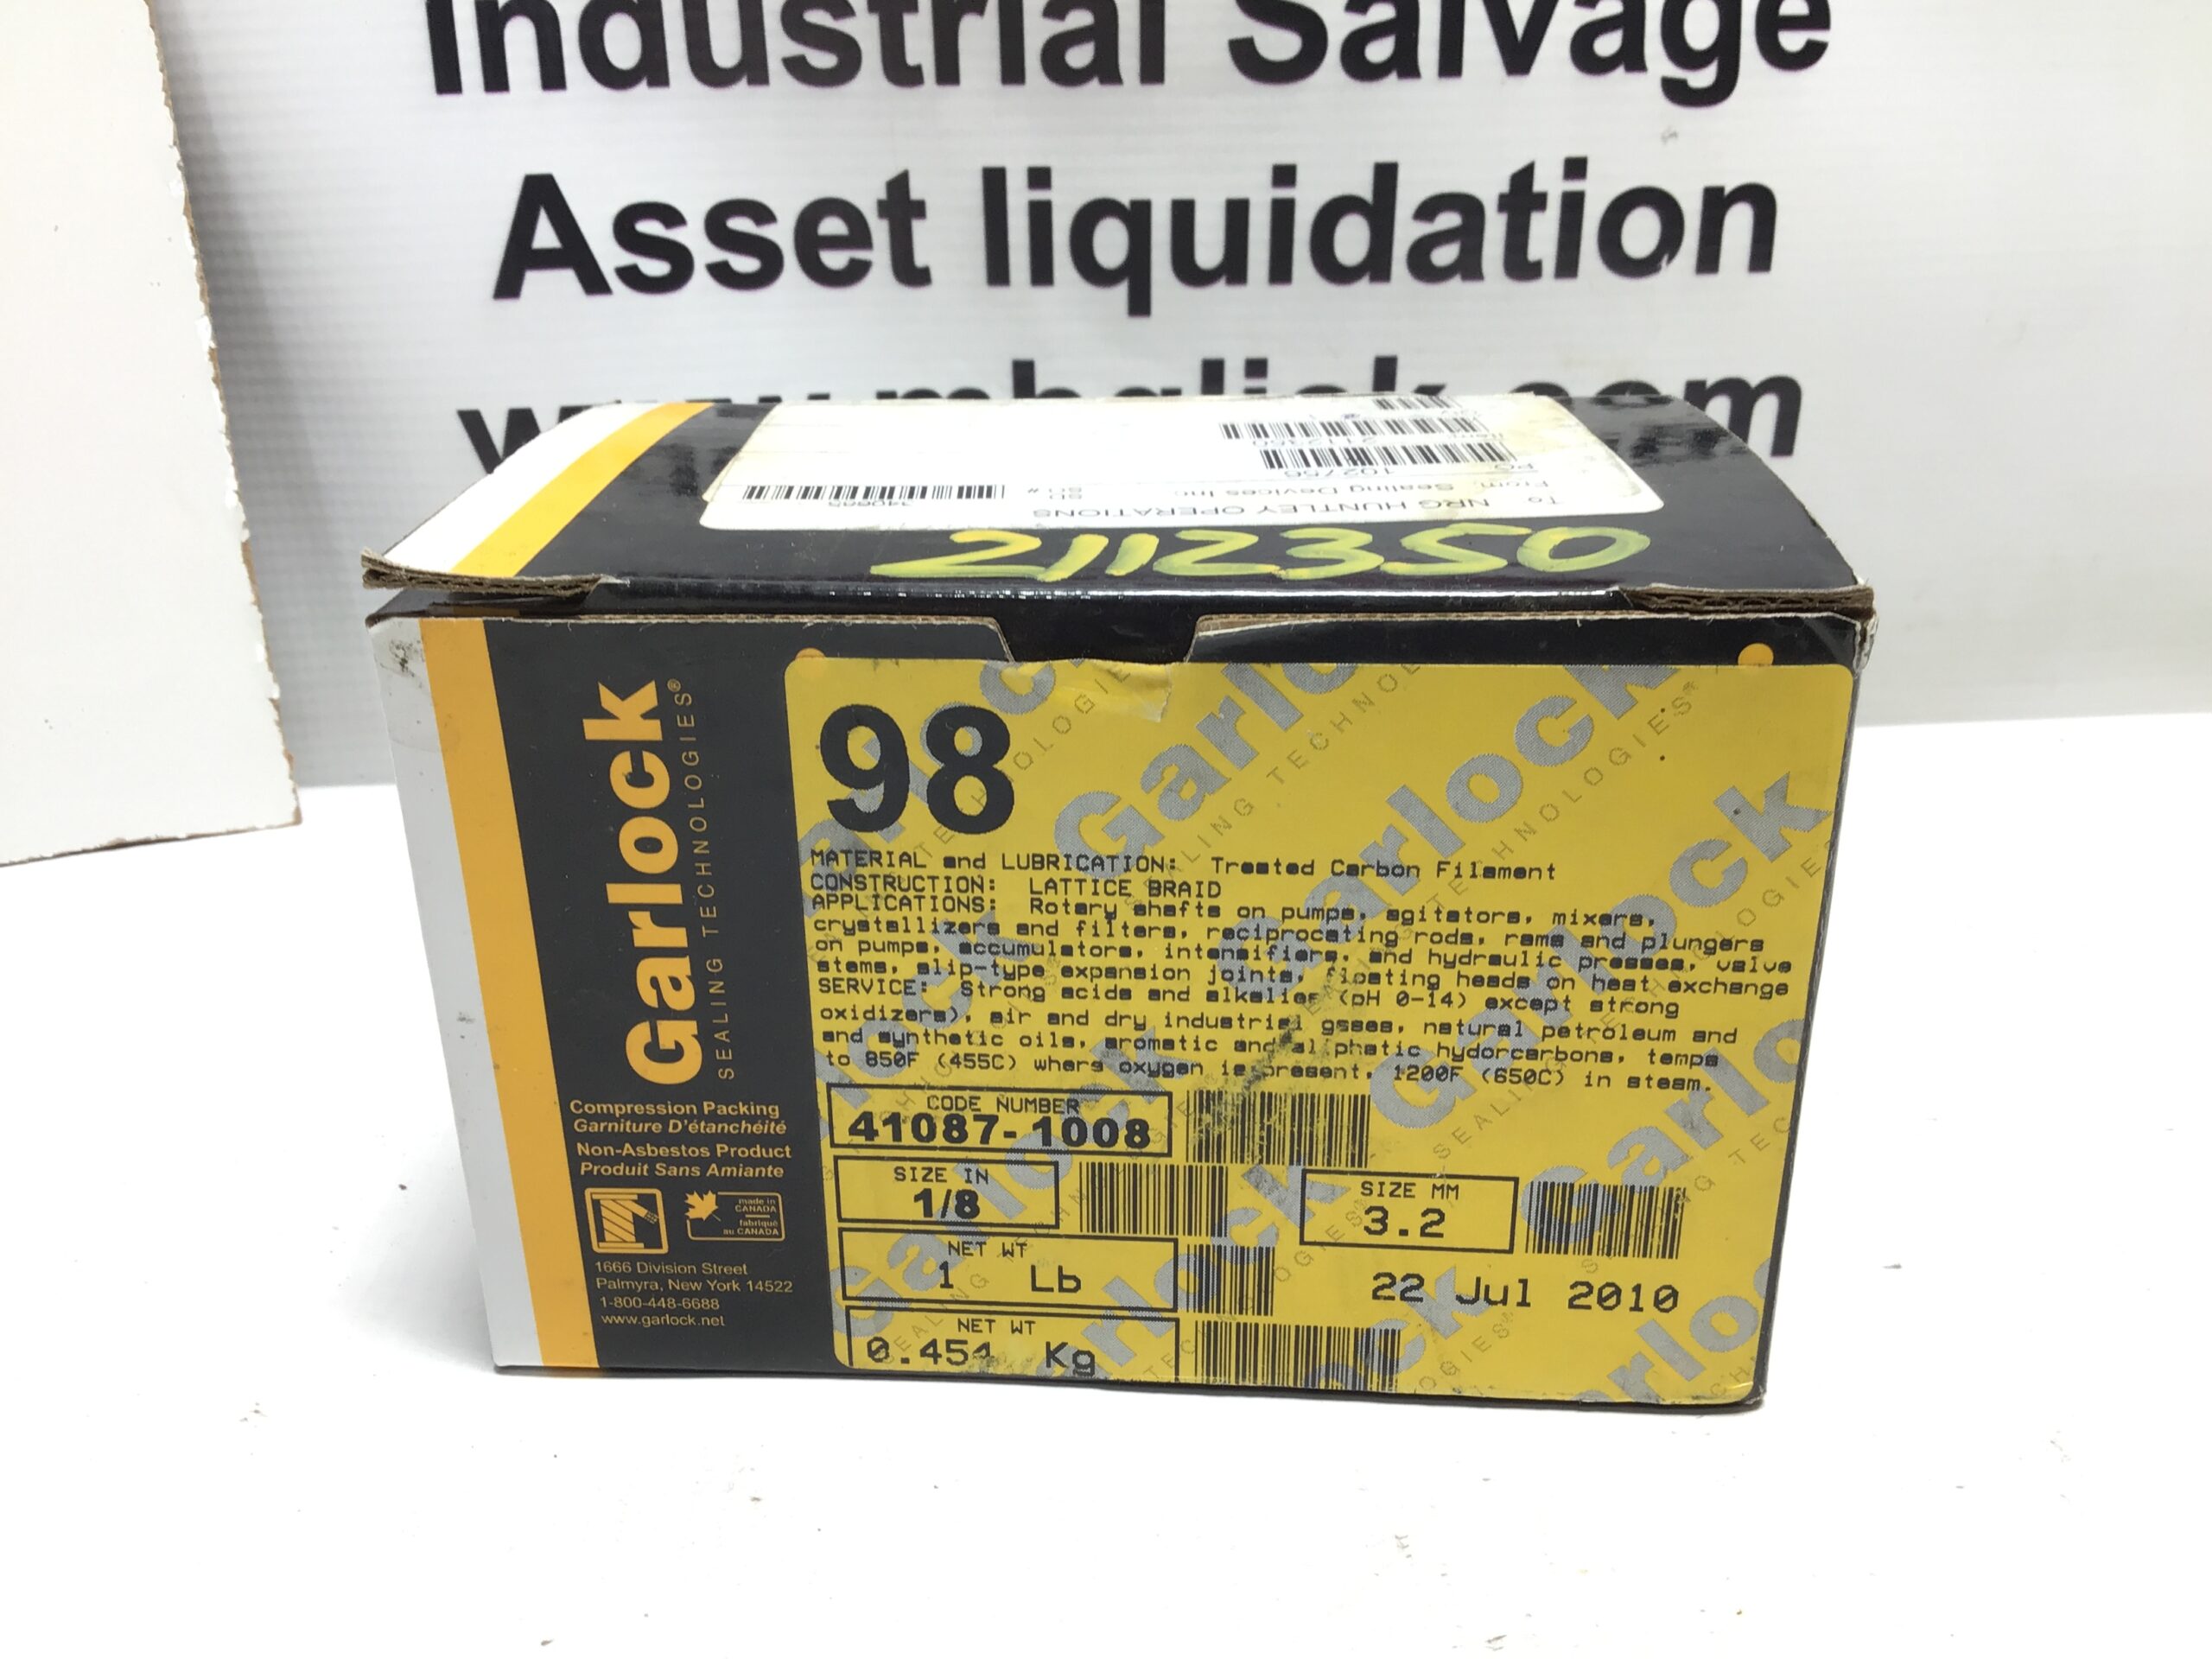 Industrial Salvage
Asset liquidation
To NRG HUNTLEY OPERATIONS
From: Sealing Devices Inc.
PO 102756
Item 2112350
2112350
Garlock
SEALING TECHNOLOGIES®
Compression Packing
Garniture D'étanchéité
Non-Asbestos Product
Produit Sans Amiante
made in
CANADA
fabriqué
au CANADA
1666 Division Street
Palmyra, New York 14522
1-800-448-6688
www.garlock.net
98
MATERIAL and LUBRICATION: Treated Carbon Filament
CONSTRUCTION: LATTICE BRAID
APPLICATIONS: Rotary shafts on pumps, agitators, mixers,
crystallizers and filters, reciprocating rods, rams and plungers
on pumps, accumulators, intensifiers, and hydraulic presses, valve
stems, slip-type expansion joints, floating heads on heat exchange
SERVICE: Strong acids and alkalies (pH 0-14) except strong
oxidizers), air and dry industrial gases, natural petroleum and
and synthetic oils, aromatic and aliphatic hydorcarbons, temps
to 850F (455C) where oxygen is present, 1200F (650C) in steam.
CODE NUMBER
41087-1008
SIZE IN
1/8
SIZE MM
3.2
NET WT
1 Lb
22 Jul 2010
NET WT
0.454 Kg